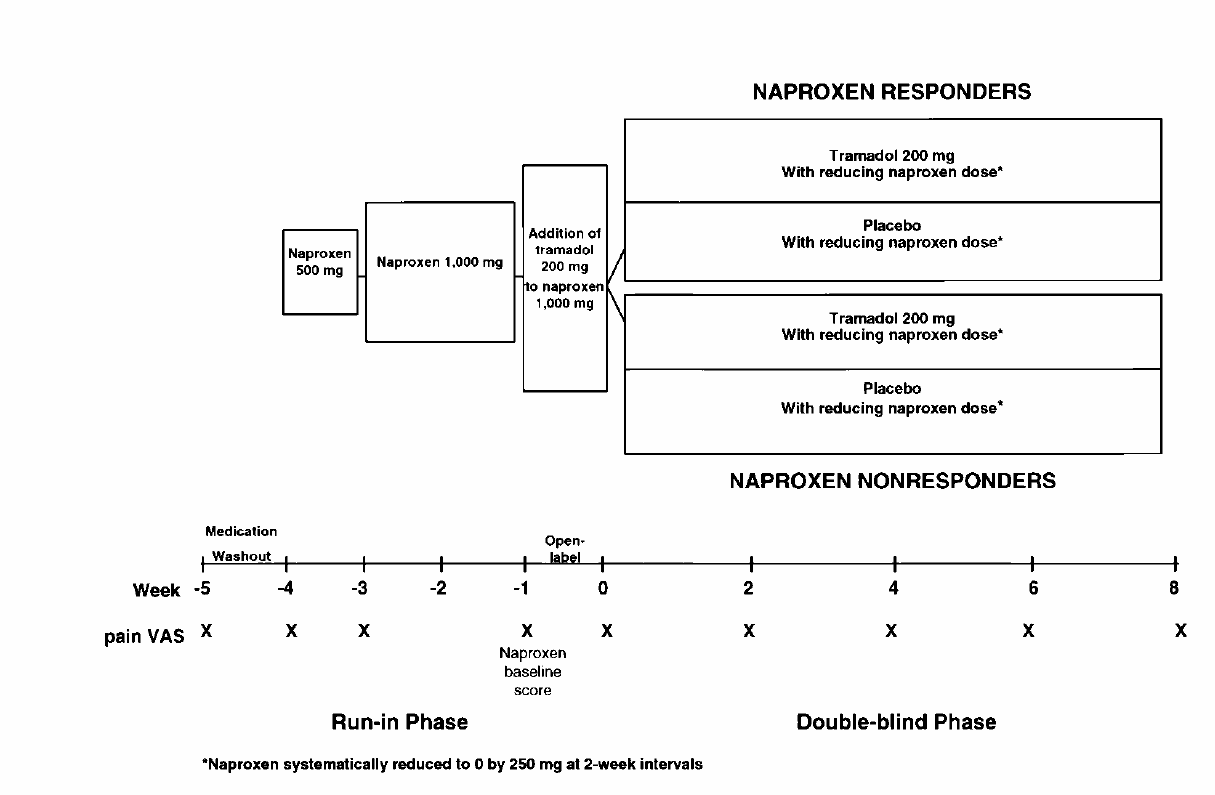 NAPROXEN RESPONDERS
Tramadol 200 mg
With reducing naproxen dose*
Placebo
With reducing naproxen dose*
Naproxen
500 mg
Naproxen 1,000 mg
Addition of
tramadol
200 mg
to naproxen
1,000 mg
Tramadol 200 mg
With reducing naproxen dose*
Placebo
With reducing naproxen dose*
NAPROXEN NONRESPONDERS
Medication
Washout
Open-
label
Week -5 -4 -3 -2 -1 0 2 4 6 8
pain VAS X X X X X X X X X
Naproxen
baseline
score
Run-in Phase Double-blind Phase
*Naproxen systematically reduced to 0 by 250 mg at 2-week intervals